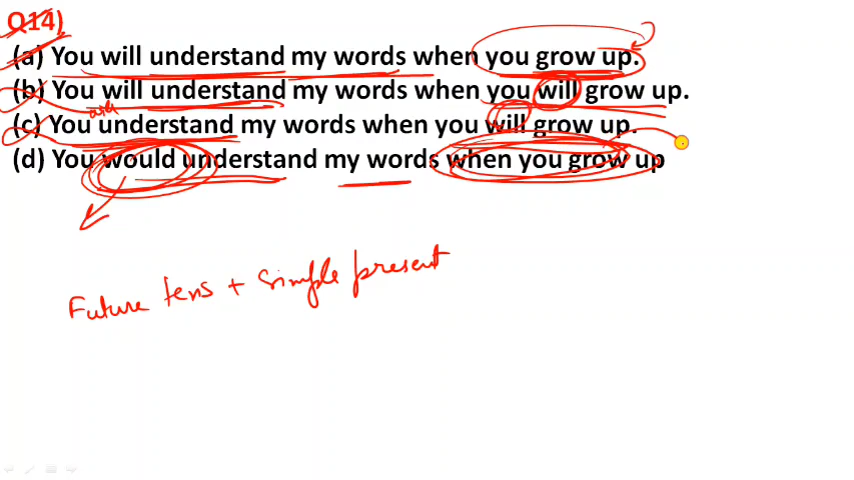 Q14)
(a) You will understand my words when you grow up.
(b) You will understand my words when you will grow up.
(c) You understand my words when you will grow up.
(d) You would understand my words when you grow up
Future tens + simple present